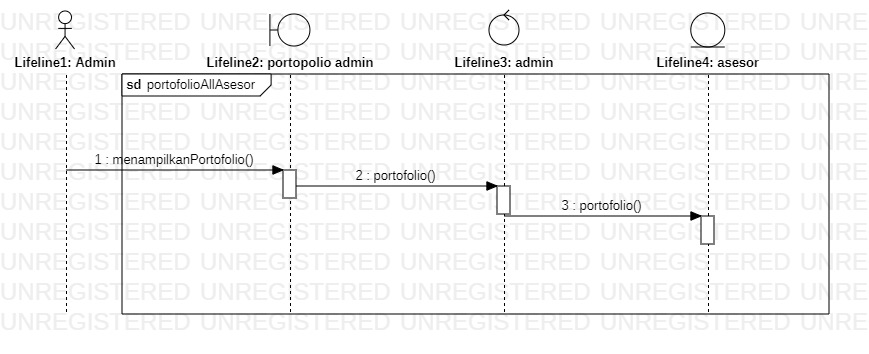 Lifeline1: Admin
Lifeline2: portopolio admin
Lifeline3: admin
Lifeline4: asesor
sd portofolioAllAsesor
1 : menampilkanPortofolio()
2 : portofolio()
3 : portofolio()
UNREGISTERED UNREGISTERED UNREGISTERED UNREGISTERED UNRE
UNREGISTERED UNREGISTERED UNREGISTERED UNREGISTERED UNRE
UNREGISTERED UNREGISTERED UNREGISTERED UNREGISTERED UNRE
UNREGISTERED UNREGISTERED UNREGISTERED UNREGISTERED UNRE
UNREGISTERED UNREGISTERED UNREGISTERED UNREGISTERED UNRE
UNREGISTERED UNREGISTERED UNREGISTERED UNREGISTERED UNRE
UNREGISTERED UNREGISTERED UNREGISTERED UNREGISTERED UNRE
UNREGISTERED UNREGISTERED UNREGISTERED UNREGISTERED UNRE
UNREGISTERED UNREGISTERED UNREGISTERED UNREGISTERED UNRE
UNREGISTERED UNREGISTERED UNREGISTERED UNREGISTERED UNRE
UNREGISTERED UNREGISTERED UNREGISTERED UNREGISTERED UNRE